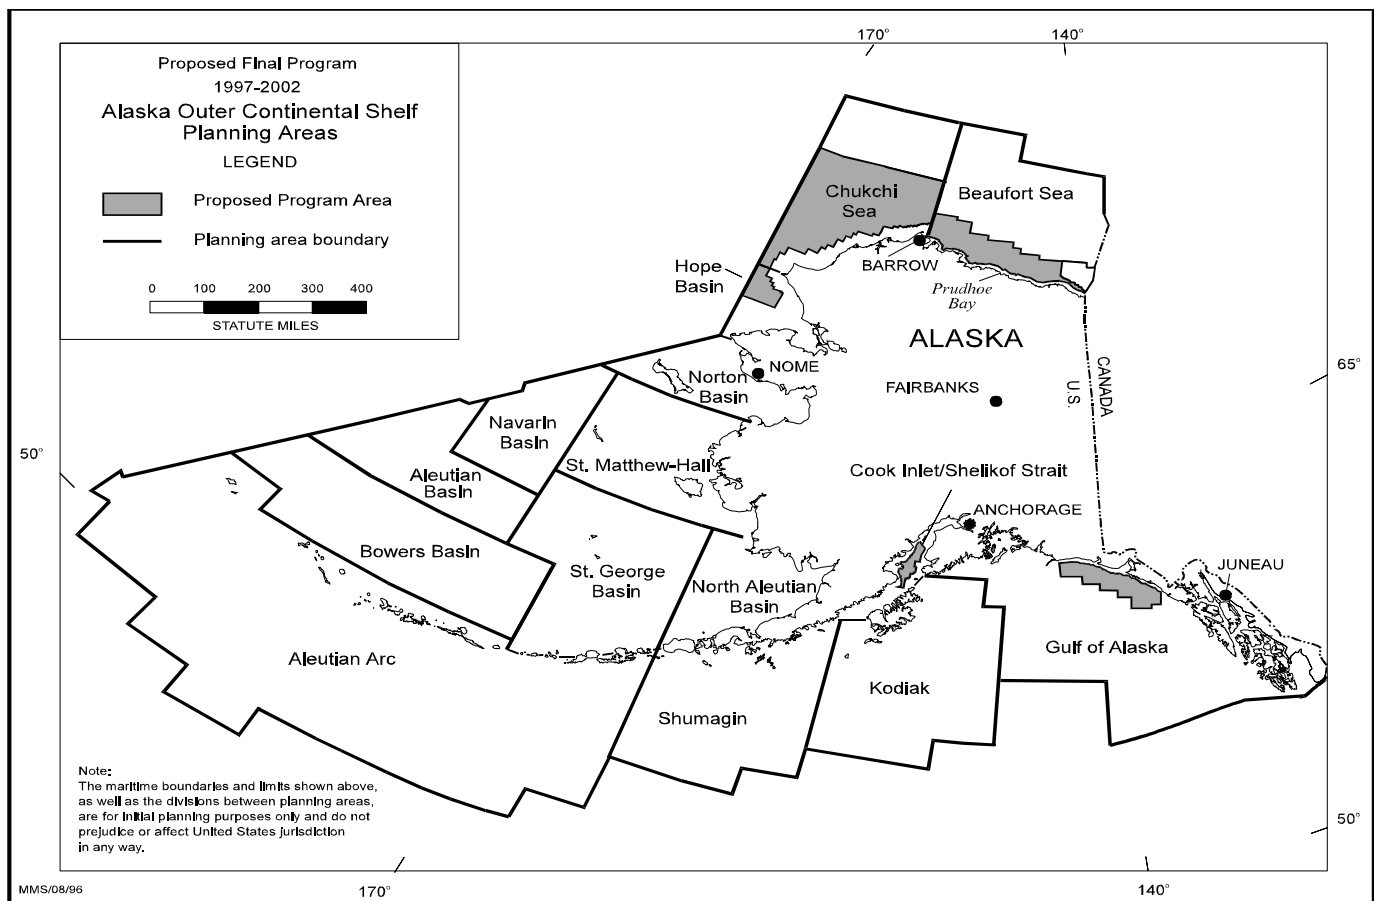 170°
140°
Proposed Final Program
1997-2002
Alaska Outer Continental Shelf
Planning Areas
LEGEND
Proposed Program Area
Planning area boundary
0 100 200 300 400
STATUTE MILES
Chukchi
Sea
Beaufort Sea
BARROW
Hope
Basin
Prudhoe
Bay
ALASKA
NOME
Norton
Basin
FAIRBANKS
U.S.
CANADA
65°
Navarin
Basin
50°
Aleutian
Basin
St. Matthew-Hall
Cook Inlet/Shelikof Strait
ANCHORAGE
Bowers Basin
St. George
Basin
North Aleutian
Basin
JUNEAU
Aleutian Arc
Gulf of Alaska
Kodiak
Shumagin
Note:
The maritime boundaries and limits shown above,
as well as the divisions between planning areas,
are for initial planning purposes only and do not
prejudice or affect United States jurisdiction
in any way.
50°
MMS/08/96
170°
140°